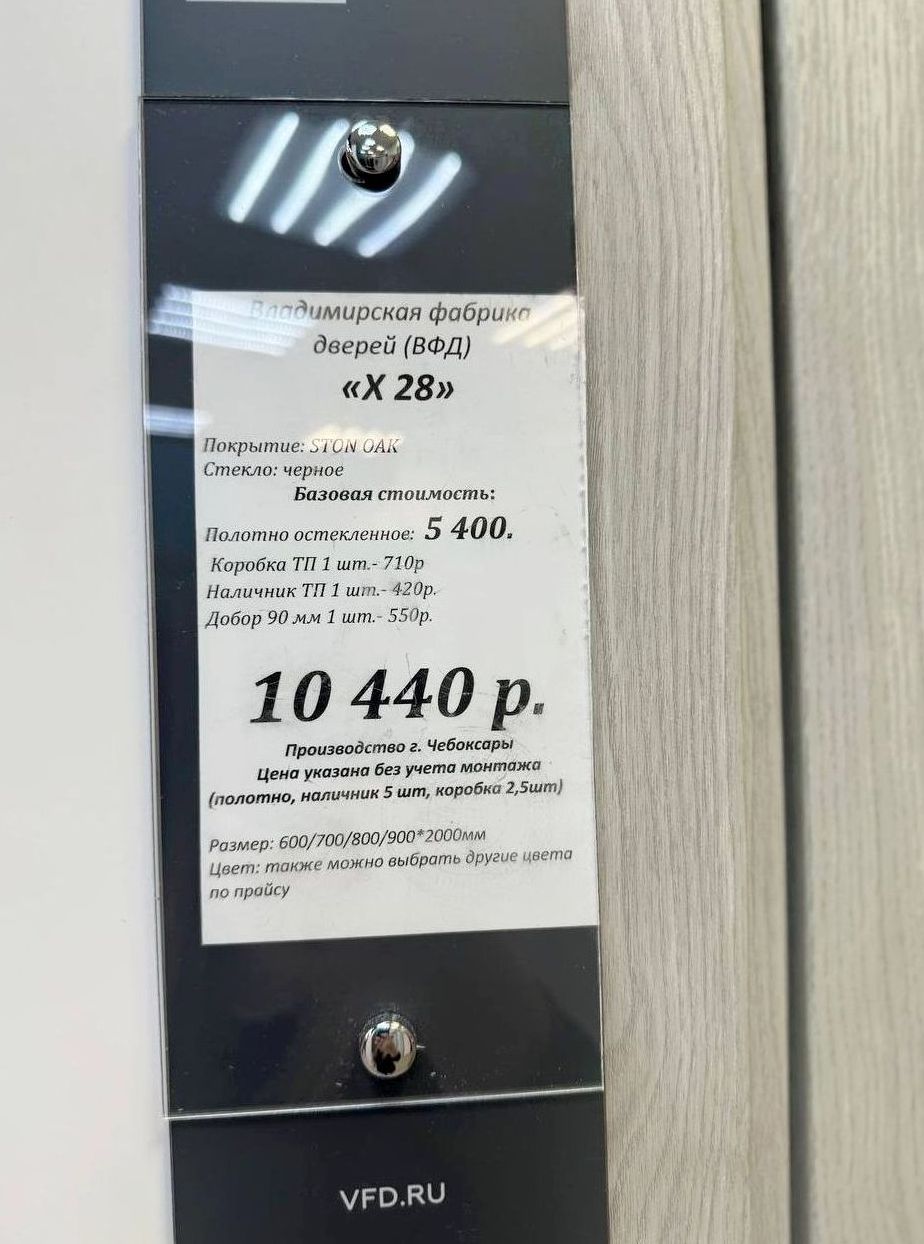 Владимирская фабрика
дверей (ВФД)
«Х 28»
Покрытие: STON OAK
Стекло: черное
Базовая стоимость:
Полотно остекленное: 5 400.
Коробка ТП 1 шт.- 710р
Наличник ТП 1 шт.- 420р.
Добор 90 мм 1 шт.- 550р.
10 440 р.
Производство г. Чебоксары
Цена указана без учета монтажа
(полотно, наличник 5 шт, коробка 2,5шт)
Размер: 600/700/800/900*2000мм
Цвет: также можно выбрать другие цвета
по прайсу
VFD.RU